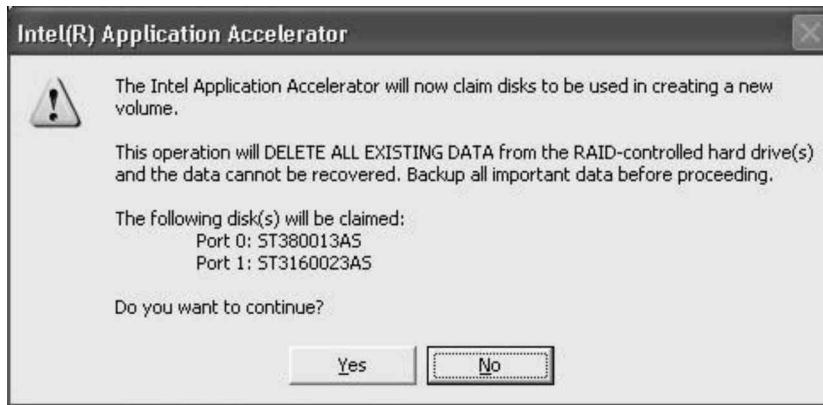 Intel(R) Application Accelerator
The Intel Application Accelerator will now claim disks to be used in creating a new
volume.
This operation will DELETE ALL EXISTING DATA from the RAID-controlled hard drive(s)
and the data cannot be recovered. Backup all important data before proceeding.
The following disk(s) will be claimed:
Port 0: ST380013AS
Port 1: ST3160023AS
Do you want to continue?
Yes
No